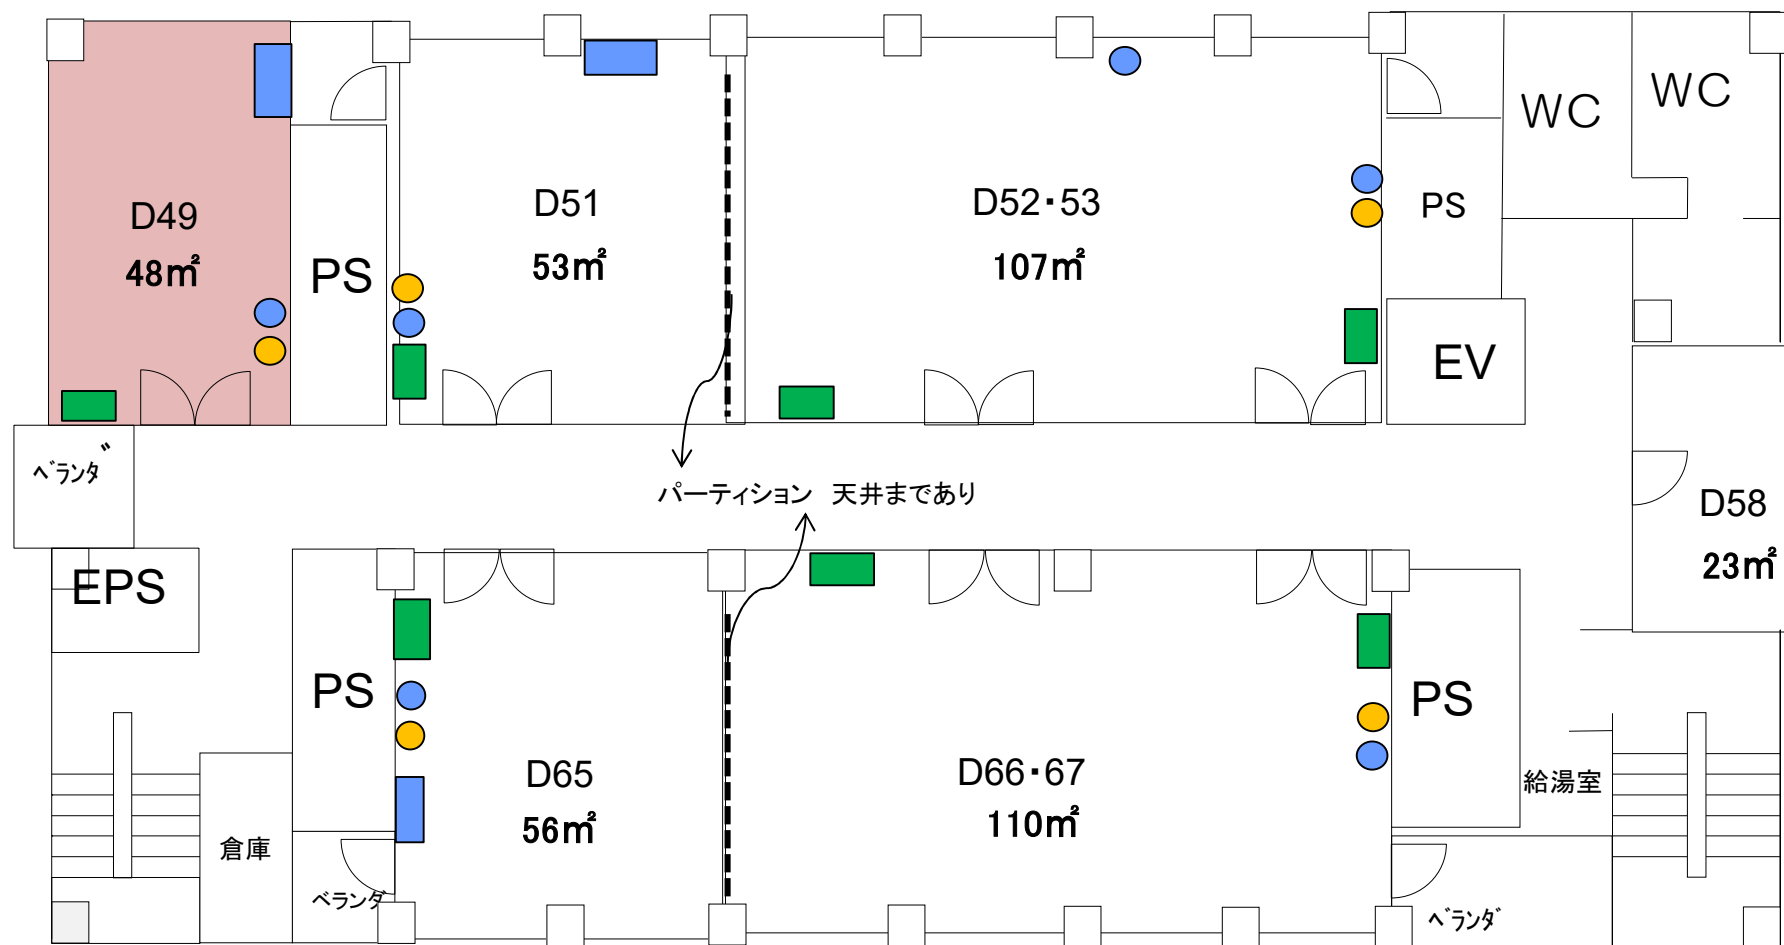 WC
WC
D49
48㎡
PS
D51
53㎡
D52・53
107㎡
PS
EV
ベランダ
パーティション　天井まであり
D58
23㎡
EPS
PS
D65
56㎡
D66・67
110㎡
PS
給湯室
倉庫
ベランダ
ベランダ